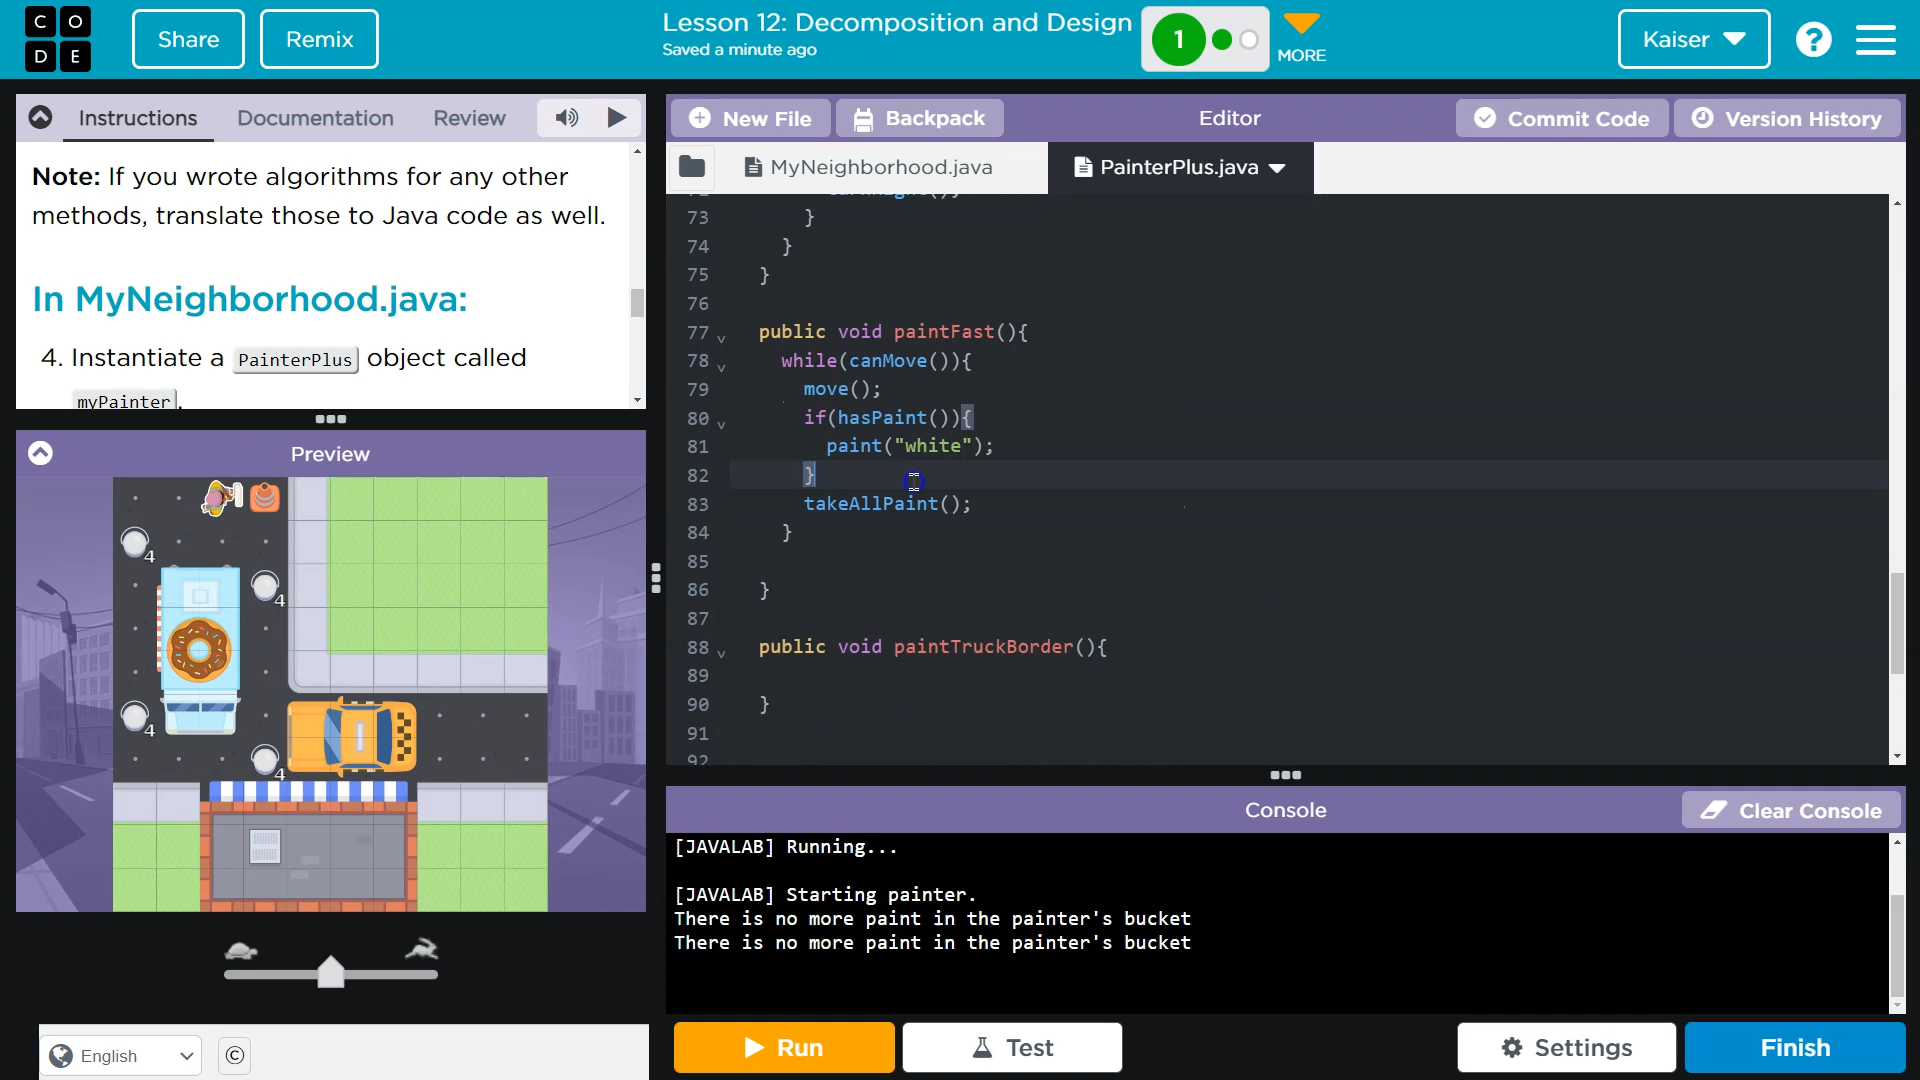 C O
D E
Share
Remix
Lesson 12: Decomposition and Design
Saved a minute ago
1
MORE
Kaiser
?
Instructions
Documentation
Review
Note: If you wrote algorithms for any other
methods, translate those to Java code as well.
In MyNeighborhood.java:
4. Instantiate a PainterPlus object called
myPainter.
Preview
4
4
4
4
English
©
New File
Backpack
Editor
Commit Code
Version History
MyNeighborhood.java
PainterPlus.java
73 }
74 }
75 }
76
77 public void paintFast(){
78 while(canMove()){
79 move();
80 if(hasPaint()){
81 paint("white");
82 }
83 takeAllPaint();
84 }
85
86 }
87
88 public void paintTruckBorder(){
89
90 }
91
92
Console
Clear Console
[JAVALAB] Running...
[JAVALAB] Starting painter.
There is no more paint in the painter's bucket
There is no more paint in the painter's bucket
Run
Test
Settings
Finish